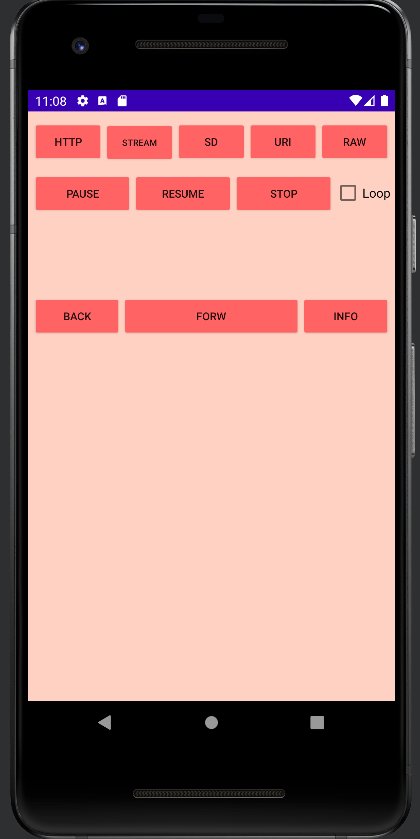 11:08
HTTP STREAM SD URI RAW
PAUSE RESUME STOP Loop
BACK FORW INFO